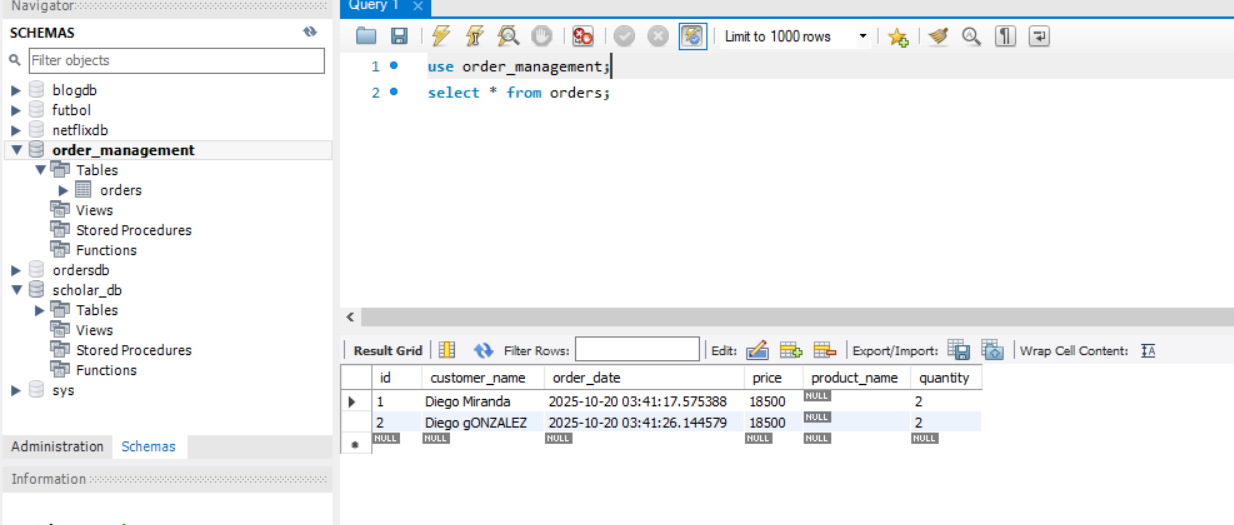 Navigator
SCHEMAS
Filter objects
blogdb
futbol
netflixdb
order_management
Tables
orders
Views
Stored Procedures
Functions
ordersdb
scholar_db
Tables
Views
Stored Procedures
Functions
sys
Administration Schemas
Information
Query 1
Limit to 1000 rows
1 use order_management;
2 select * from orders;
Result Grid Filter Rows: Edit: Export/Import: Wrap Cell Content:
id customer_name order_date price product_name quantity
1 Diego Miranda 2025-10-20 03:41:17.575388 18500 NULL 2
2 Diego gONZALEZ 2025-10-20 03:41:26.144579 18500 NULL 2
NULL NULL NULL NULL NULL NULL